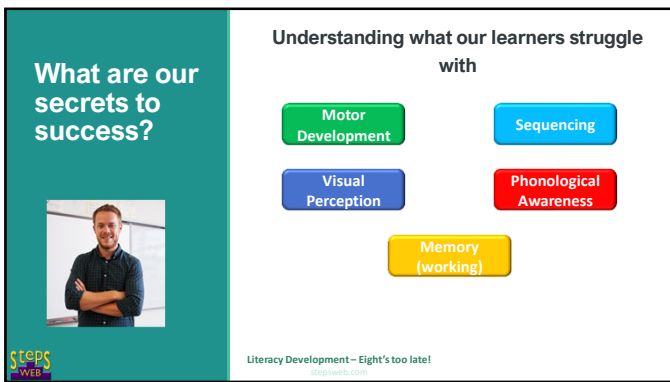 What are our
secrets to
success?
Understanding what our learners struggle
with
Motor
Development
Sequencing
Visual
Perception
Phonological
Awareness
Memory
(working)
StePS
WEB
Literacy Development – Eight's too late!
stepsweb.com